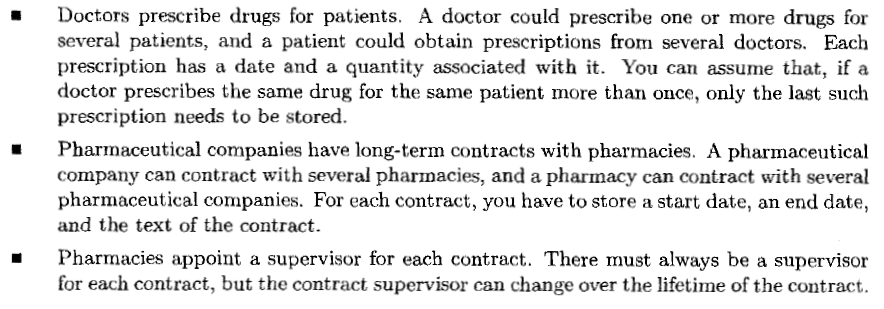 ▪ Doctors prescribe drugs for patients. A doctor could prescribe one or more drugs for
several patients, and a patient could obtain prescriptions from several doctors. Each
prescription has a date and a quantity associated with it. You can assume that, if a
doctor prescribes the same drug for the same patient more than once, only the last such
prescription needs to be stored.
▪ Pharmaceutical companies have long-term contracts with pharmacies. A pharmaceutical
company can contract with several pharmacies, and a pharmacy can contract with several
pharmaceutical companies. For each contract, you have to store a start date, an end date,
and the text of the contract.
▪ Pharmacies appoint a supervisor for each contract. There must always be a supervisor
for each contract, but the contract supervisor can change over the lifetime of the contract.